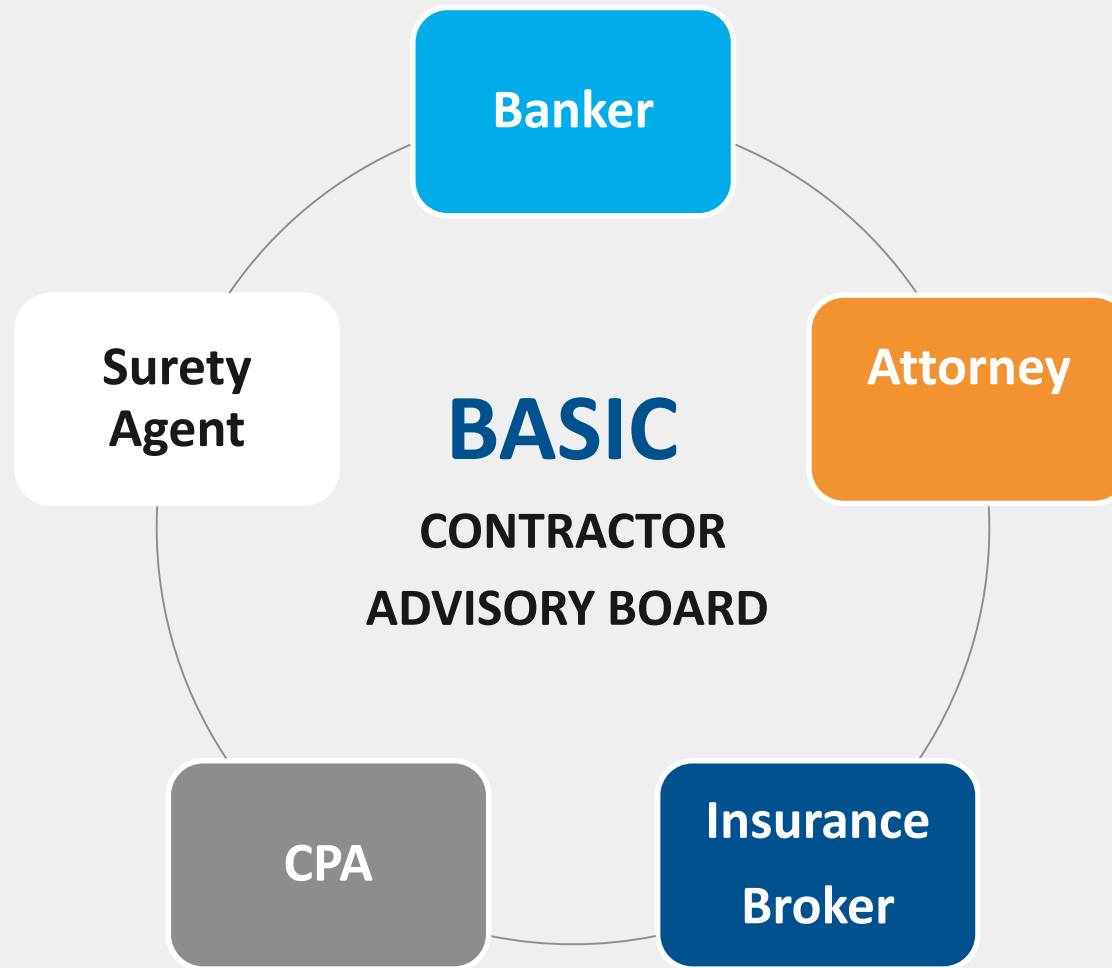 Banker
Surety
Agent
Attorney
BASIC
CONTRACTOR
ADVISORY BOARD
CPA
Insurance
Broker